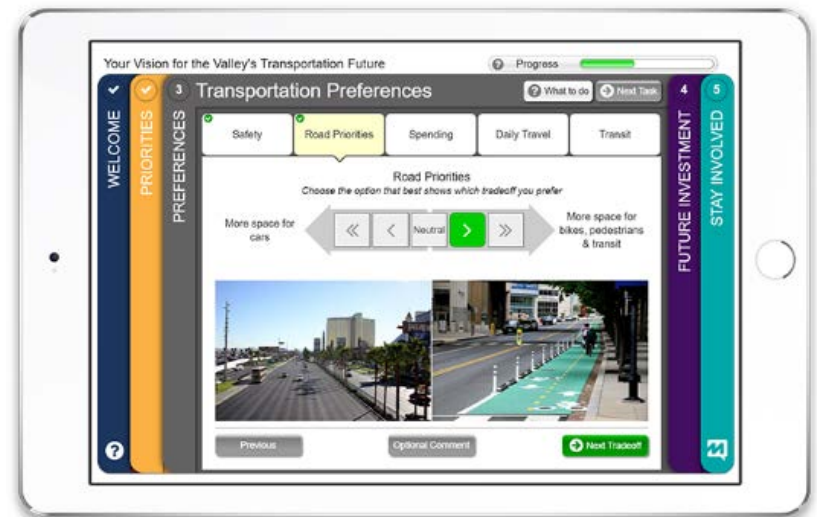 Your Vision for the Valley's Transportation Future
Progress
WELCOME
PRIORITIES
3
PREFERENCES
Transportation Preferences
What to do
Next Task
Safety
Road Priorities
Spending
Daily Travel
Transit
Road Priorities
Choose the option that best shows which tradeoff you prefer
More space for
cars
Neutral
More space for
bikes, pedestrians
& transit
Previous
Optional Comment
Next Tradeoff
4
FUTURE INVESTMENT
5
STAY INVOLVED